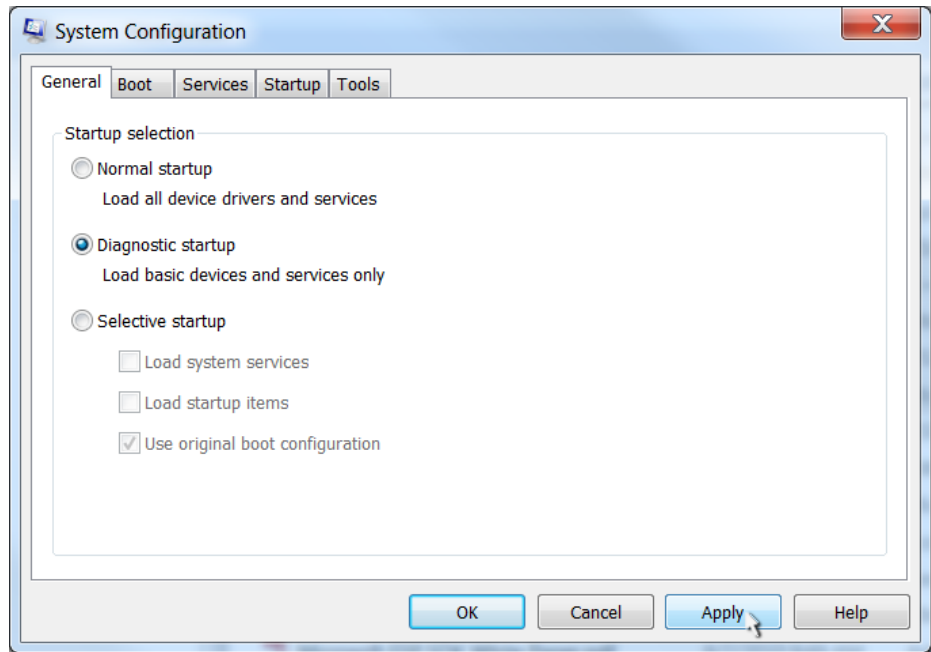 System Configuration
General Boot Services Startup Tools
Startup selection
Normal startup
Load all device drivers and services
Diagnostic startup
Load basic devices and services only
Selective startup
Load system services
Load startup items
Use original boot configuration
OK Cancel Apply Help